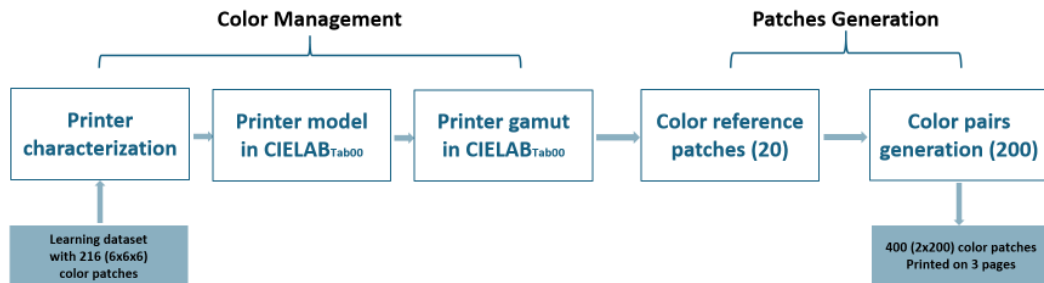 Color Management
Patches Generation
Printer
characterization
Printer model
in CIELABTab00
Printer gamut
in CIELABTab00
Color reference
patches (20)
Color pairs
generation (200)
Learning dataset
with 216 (6x6x6)
color patches
400 (2x200) color patches
Printed on 3 pages